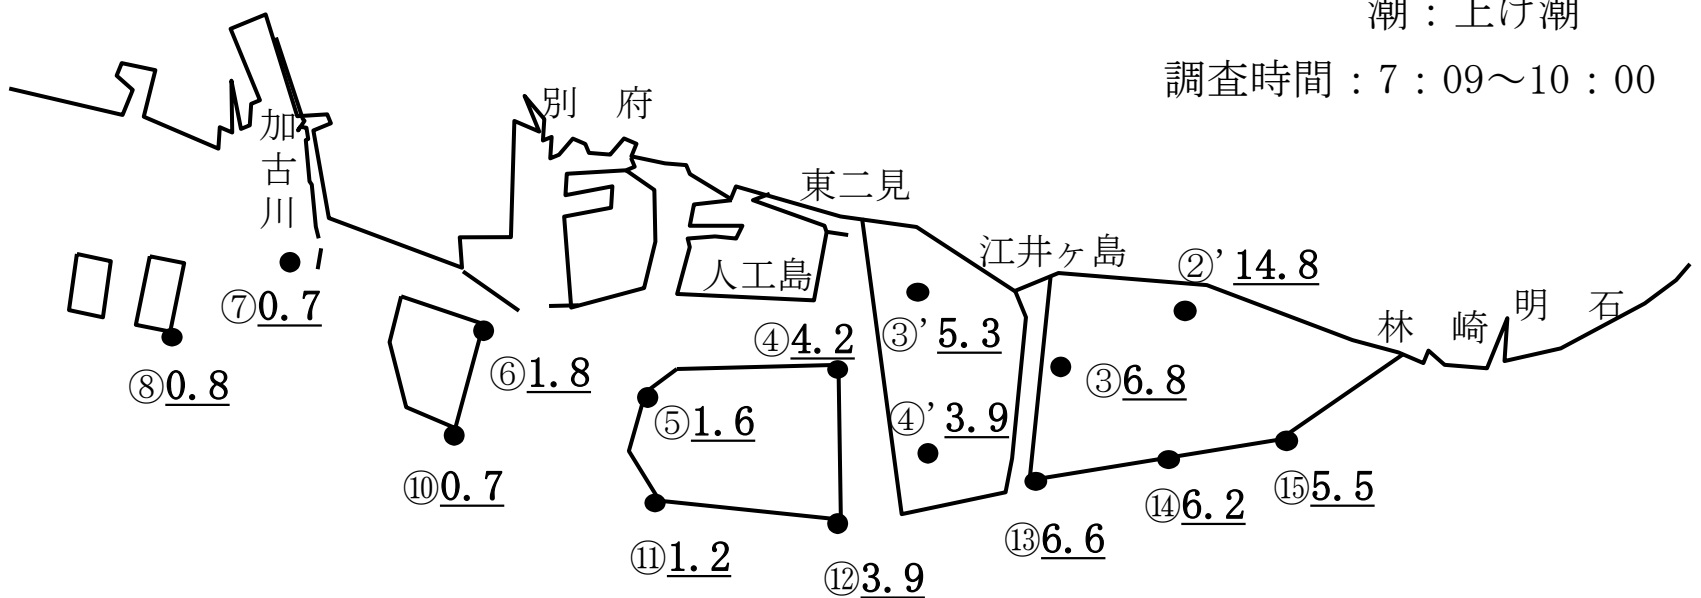 潮：上げ潮
調査時間：7：09～10：00
別　府
加古川
東二見
江井ヶ島
②’14.8
人工島
明　石
⑦0.7
林　崎
④4.2
③’5.3
⑧0.8
⑥1.8
③6.8
⑤1.6
④’3.9
⑩0.7
⑭6.2
⑮5.5
⑬6.6
⑪1.2
⑫3.9